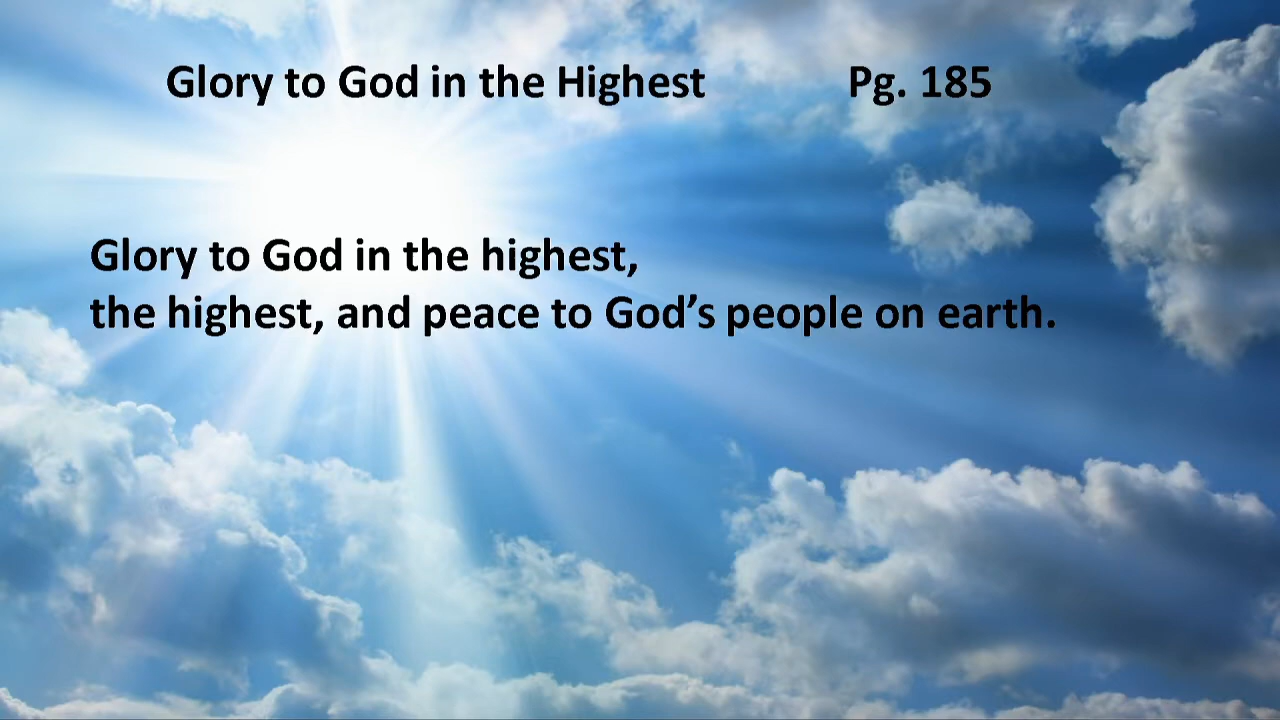 Glory to God in the Highest Pg. 185
Glory to God in the highest,
the highest, and peace to God’s people on earth.